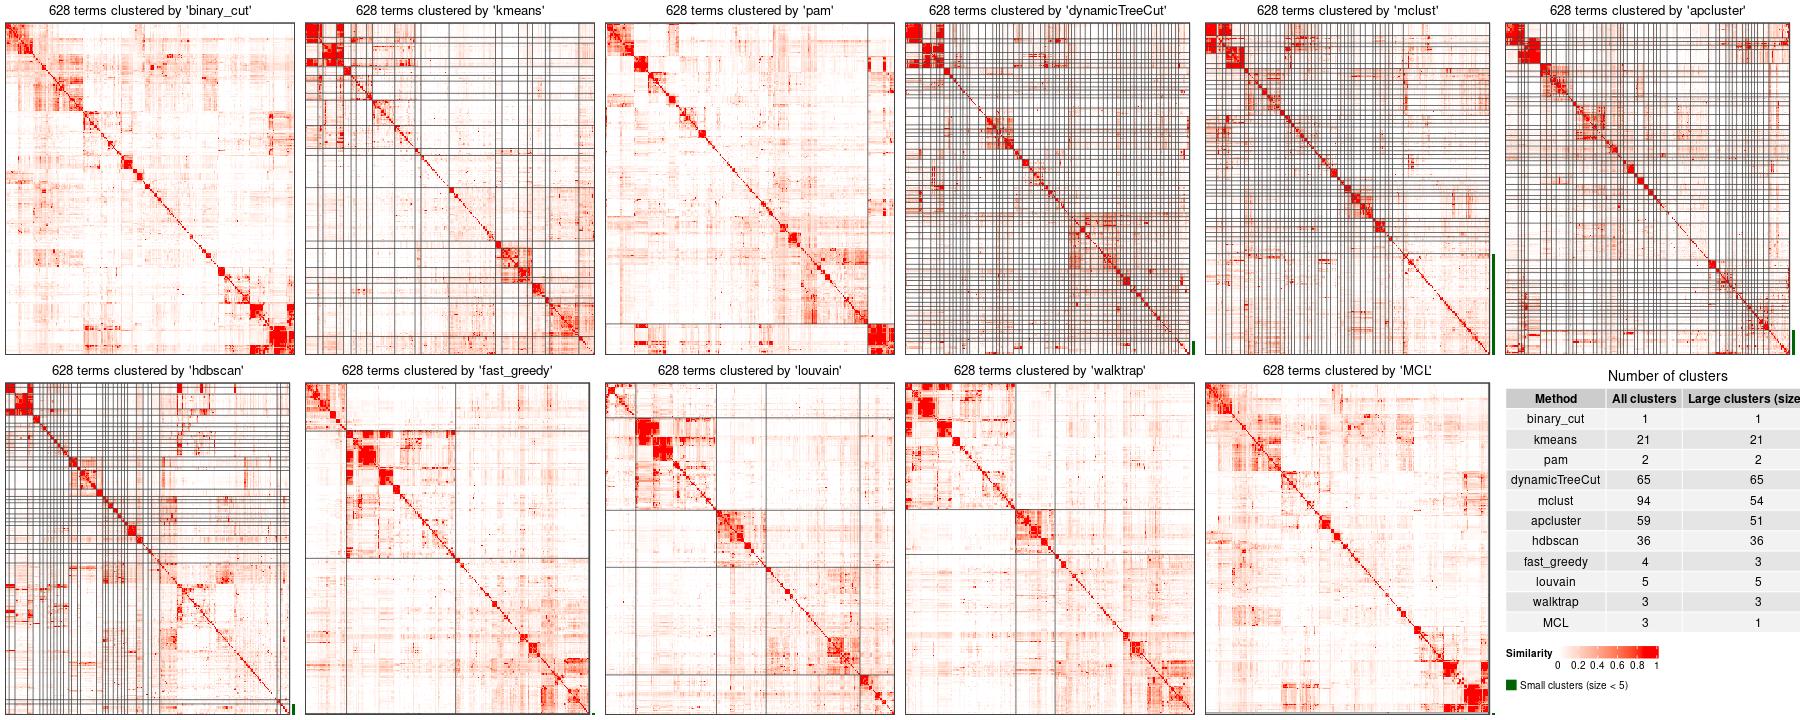 628 terms clustered by 'binary_cut'
628 terms clustered by 'kmeans'
628 terms clustered by 'pam'
628 terms clustered by 'dynamicTreeCut'
628 terms clustered by 'mclust'
628 terms clustered by 'apcluster'
628 terms clustered by 'hdbscan'
628 terms clustered by 'fast_greedy'
628 terms clustered by 'louvain'
628 terms clustered by 'walktrap'
628 terms clustered by 'MCL'
Number of clusters
Method All clusters Large clusters (size
binary_cut 1 1
kmeans 21 21
pam 2 2
dynamicTreeCut 65 65
mclust 94 54
apcluster 59 51
hdbscan 36 36
fast_greedy 4 3
louvain 5 5
walktrap 3 3
MCL 3 1
Similarity
0 0.2 0.4 0.6 0.8 1
Small clusters (size < 5)